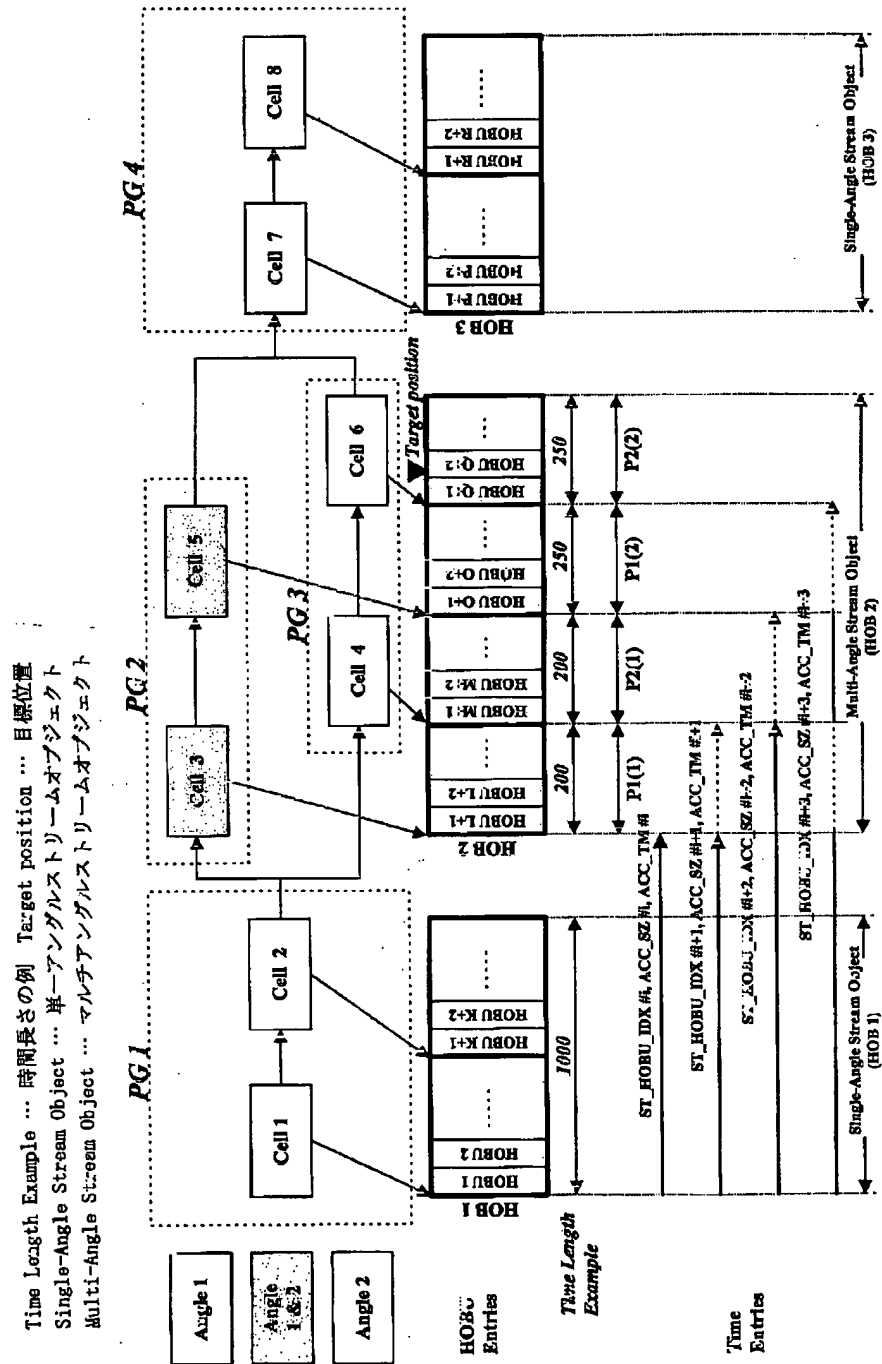 Time Length Example … 時間長さの例 Target position … 目標位置
Single-Angle Stream Object … 単一アングルストリームオブジェクト
Multi-Angle Stream Object … マルチアングルストリームオブジェクト
Angle 1
Angle
1 & 2
Angle 2
PG 1
Cell 1
Cell 2
PG 2
Cell 3
Cell 5
PG 3
Cell 4
Cell 6
PG 4
Cell 7
Cell 8
Target position
HOBU
Entries
HOB 1
HOBU 1
HOBU 2
......
HOBU K+1
HOBU K+2
......
HOB 2
HOBU L+1
HOBU L+2
...
HOBU M+1
HOBU M+2
...
HOBU O+1
HOBU O+2
...
HOBU Q+1
HOBU Q+2
...
HOB 3
HOBU P+1
HOBU P+2
......
HOBU R+1
HOBU R+2
......
Time Length
Example
1000
200
200
250
250
P1(1)
P2(1)
P1(2)
P2(2)
Time
Entries
ST_HOBU_IDX #i, ACC_SZ #i, ACC_TM #i
ST_HOBU_IDX #i+1, ACC_SZ #i+1, ACC_TM #i+1
ST_HOBU_IDX #i+2, ACC_SZ #i+2, ACC_TM #i+2
ST_HOBU_IDX #i+3, ACC_SZ #i+3, ACC_TM #i+3
Single-Angle Stream Object
(HOB 1)
Multi-Angle Stream Object
(HOB 2)
Single-Angle Stream Object
(HOB 3)